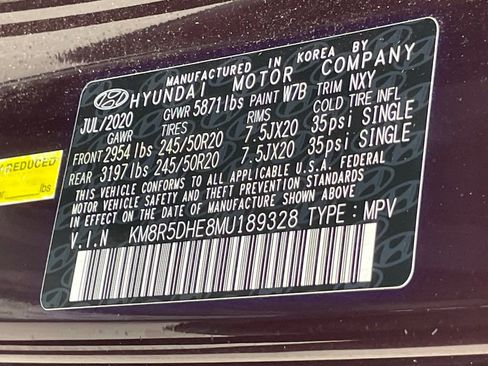 MANUFACTURED IN KOREA BY
HYUNDAI MOTOR COMPANY
JUL/2020 GVWR 5871lbs PAINT W7B TRIM NXY
GAWR TIRES RIMS COLD TIRE INFL
FRONT 2954 lbs 245/50R20 7.5JX20 35psi SINGLE
REAR 3197 lbs 245/50R20 7.5JX20 35psi SINGLE
THIS VEHICLE CONFORMS TO ALL APPLICABLE U.S.A. FEDERAL
MOTOR VEHICLE SAFETY AND THEFT PREVENTION STANDARDS
IN EFFECT ON THE DATE OF MANUFACTURE SHOWN ABOVE
V.I.N KM8R5DHE8MU189328 TYPE : MPV
REDUCED
lbs